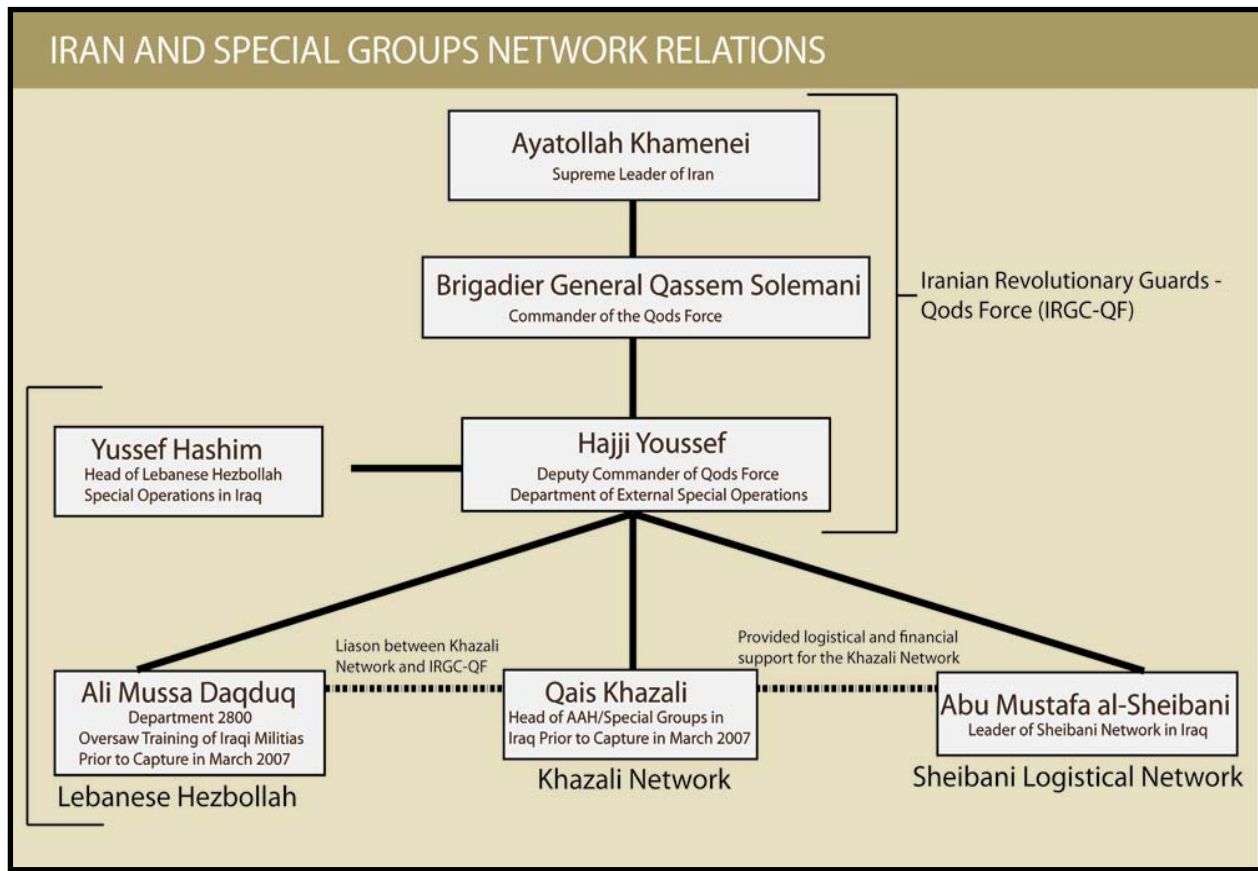 IRAN AND SPECIAL GROUPS NETWORK RELATIONS
Ayatollah Khamenei
Supreme Leader of Iran
Brigadier General Qassem Solemani
Commander of the Qods Force
Iranian Revolutionary Guards -
Qods Force (IRGC-QF)
Yussef Hashim
Head of Lebanese Hezbollah
Special Operations in Iraq
Hajji Youssef
Deputy Commander of Qods Force
Department of External Special Operations
Liason between Khazali
Network and IRGC-QF
Provided logistical and financial
support for the Khazali Network
Ali Mussa Daqduq
Department 2800
Oversaw Training of Iraqi Militias
Prior to Capture in March 2007
Lebanese Hezbollah
Qais Khazali
Head of AAH/Special Groups in
Iraq Prior to Capture in March 2007
Khazali Network
Abu Mustafa al-Sheibani
Leader of Sheibani Network in Iraq
Sheibani Logistical Network